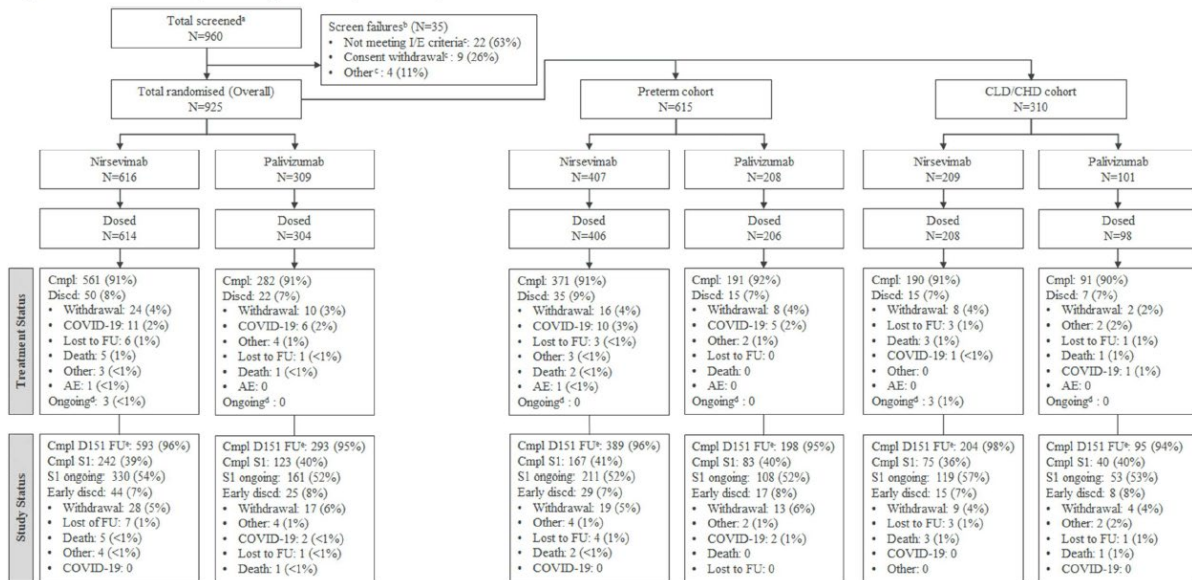 Total screenedª
N=960
Screen failuresᵇ (N=35)
• Not meeting I/E criteriaᶜ: 22 (63%)
• Consent withdrawalᶜ : 9 (26%)
• Otherᶜ : 4 (11%)
Total randomised (Overall)
N=925
Preterm cohort
N=615
CLD/CHD cohort
N=310
Nirsevimab
N=616
Palivizumab
N=309
Nirsevimab
N=407
Palivizumab
N=208
Nirsevimab
N=209
Palivizumab
N=101
Dosed
N=614
Dosed
N=304
Dosed
N=406
Dosed
N=206
Dosed
N=208
Dosed
N=98
Treatment Status
Cmpl: 561 (91%)
Discd: 50 (8%)
• Withdrawal: 24 (4%)
• COVID-19: 11 (2%)
• Lost to FU: 6 (1%)
• Death: 5 (1%)
• Other: 3 (<1%)
• AE: 1 (<1%)
Ongoingᵈ: 3 (<1%)
Cmpl: 282 (91%)
Discd: 22 (7%)
• Withdrawal: 10 (3%)
• COVID-19: 6 (2%)
• Other: 4 (1%)
• Lost to FU: 1 (<1%)
• Death: 1 (<1%)
• AE: 0
Ongoingᵈ : 0
Cmpl: 371 (91%)
Discd: 35 (9%)
• Withdrawal: 16 (4%)
• COVID-19: 10 (3%)
• Lost to FU: 3 (<1%)
• Other: 3 (<1%)
• Death: 2 (<1%)
• AE: 1 (<1%)
Ongoingᵈ : 0
Cmpl: 191 (92%)
Discd: 15 (7%)
• Withdrawal: 8 (4%)
• COVID-19: 5 (2%)
• Other: 2 (1%)
• Lost to FU: 0
• Death: 0
• AE: 0
Ongoingᵈ : 0
Cmpl: 190 (91%)
Discd: 15 (7%)
• Withdrawal: 8 (4%)
• Lost to FU: 3 (1%)
• Death: 3 (1%)
• COVID-19: 1 (<1%)
• Other: 0
• AE: 0
Ongoingᵈ : 3 (1%)
Cmpl: 91 (90%)
Discd: 7 (7%)
• Withdrawal: 2 (2%)
• Other: 2 (2%)
• Lost to FU: 1 (1%)
• Death: 1 (1%)
• COVID-19: 1 (1%)
• AE: 0
Ongoingᵈ : 0
Study Status
Cmpl D151 FUᵉ: 593 (96%)
Cmpl S1: 242 (39%)
S1 ongoing: 330 (54%)
Early discd: 44 (7%)
• Withdrawal: 28 (5%)
• Lost of FU: 7 (1%)
• Death: 5 (<1%)
• Other: 4 (<1%)
• COVID-19: 0
Cmpl D151 FUᵉ: 293 (95%)
Cmpl S1: 123 (40%)
S1 ongoing: 161 (52%)
Early discd: 25 (8%)
• Withdrawal: 17 (6%)
• Other: 4 (1%)
• COVID-19: 2 (<1%)
• Lost to FU: 1 (<1%)
• Death: 1 (<1%)
Cmpl D151 FUᵉ: 389 (96%)
Cmpl S1: 167 (41%)
S1 ongoing: 211 (52%)
Early discd: 29 (7%)
• Withdrawal: 19 (5%)
• Other: 4 (1%)
• Lost to FU: 4 (1%)
• Death: 2 (<1%)
• COVID-19: 0
Cmpl D151 FUᵉ: 198 (95%)
Cmpl S1: 83 (40%)
S1 ongoing: 108 (52%)
Early discd: 17 (8%)
• Withdrawal: 13 (6%)
• Other: 2 (1%)
• COVID-19: 2 (1%)
• Death: 0
• Lost to FU: 0
Cmpl D151 FUᵉ: 204 (98%)
Cmpl S1: 75 (36%)
S1 ongoing: 119 (57%)
Early discd: 15 (7%)
• Withdrawal: 9 (4%)
• Lost to FU: 3 (1%)
• Death: 3 (1%)
• COVID-19: 0
• Other: 0
Cmpl D151 FUᵉ: 95 (94%)
Cmpl S1: 40 (40%)
S1 ongoing: 53 (53%)
Early discd: 8 (8%)
• Withdrawal: 4 (4%)
• Other: 2 (2%)
• Lost to FU: 1 (1%)
• Death: 1 (1%)
• COVID-19: 0